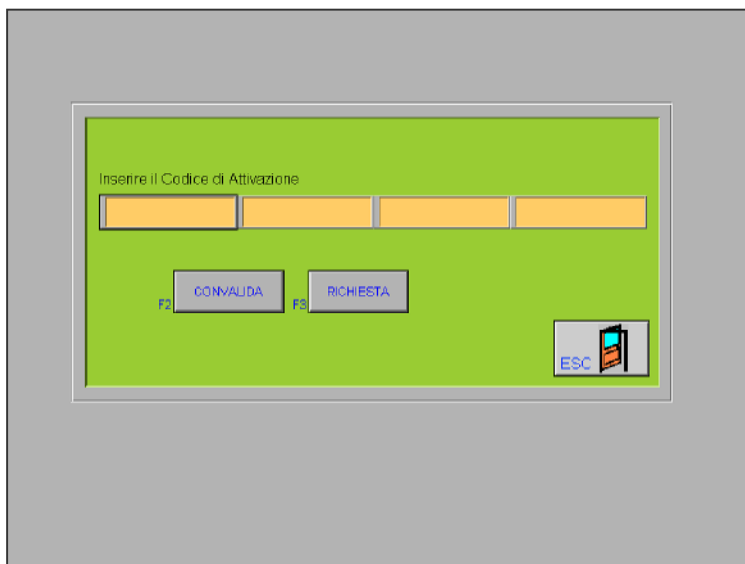 Inserire il Codice di Attivazione
F2 CONVALIDA F3 RICHIESTA
ESC